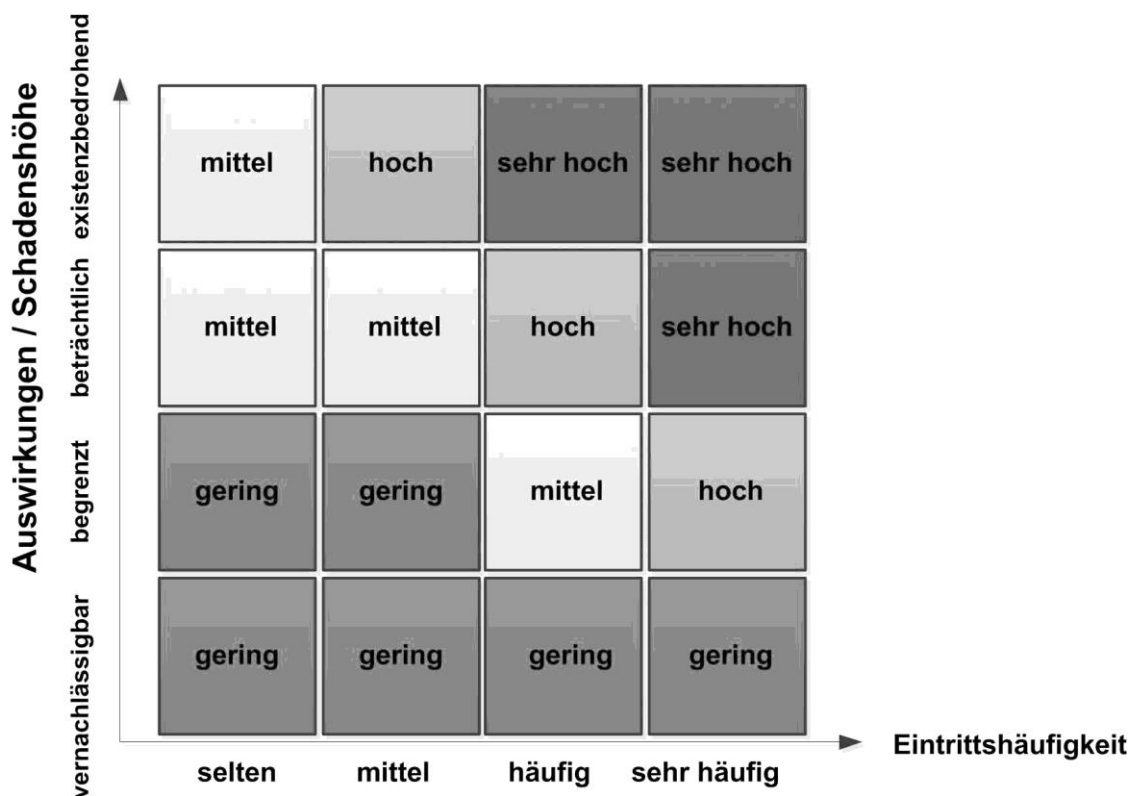 Auswirkungen / Schadenshöhe
existenzbedrohend
mittel
hoch
sehr hoch
sehr hoch
beträchtlich
mittel
mittel
hoch
sehr hoch
begrenzt
gering
gering
mittel
hoch
vernachlässigbar
gering
gering
gering
gering
Eintrittshäufigkeit
selten
mittel
häufig
sehr häufig